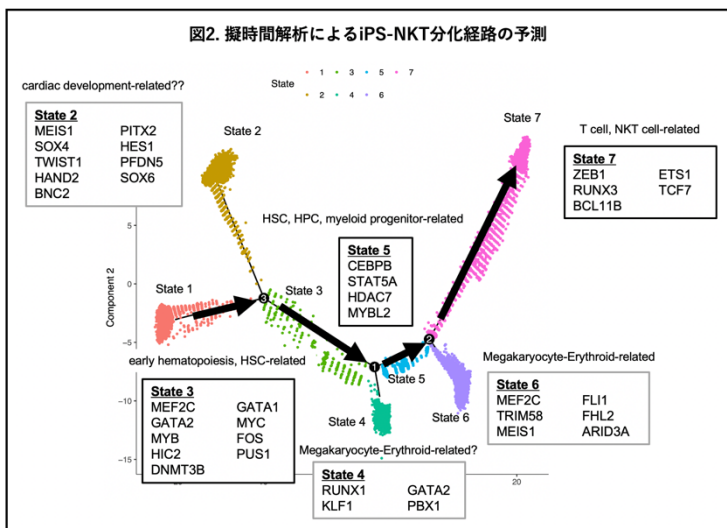 図2. 擬時間解析によるiPS-NKT分化経路の予測
State
1
3
5
7
2
4
6
cardiac development-related??
State 2
MEIS1 PITX2
SOX4 HES1
TWIST1 PFDN5
HAND2 SOX6
BNC2
State 2
State 7
T cell, NKT cell-related
State 7
ZEB1 ETS1
RUNX3 TCF7
BCL11B
HSC, HPC, myeloid progenitor-related
State 5
CEBPB
STAT5A
HDAC7
MYBL2
State 1
State 3
3
1
2
Component 2
0
−5
−10
−15
20
State 5
State 4
State 6
early hematopoiesis, HSC-related
State 3
MEF2C GATA1
GATA2 MYC
MYB FOS
HIC2 PUS1
DNMT3B
Megakaryocyte-Erythroid-related
State 6
MEF2C FLI1
TRIM58 FHL2
MEIS1 ARID3A
Megakaryocyte-Erythroid-related?
State 4
RUNX1 GATA2
KLF1 PBX1